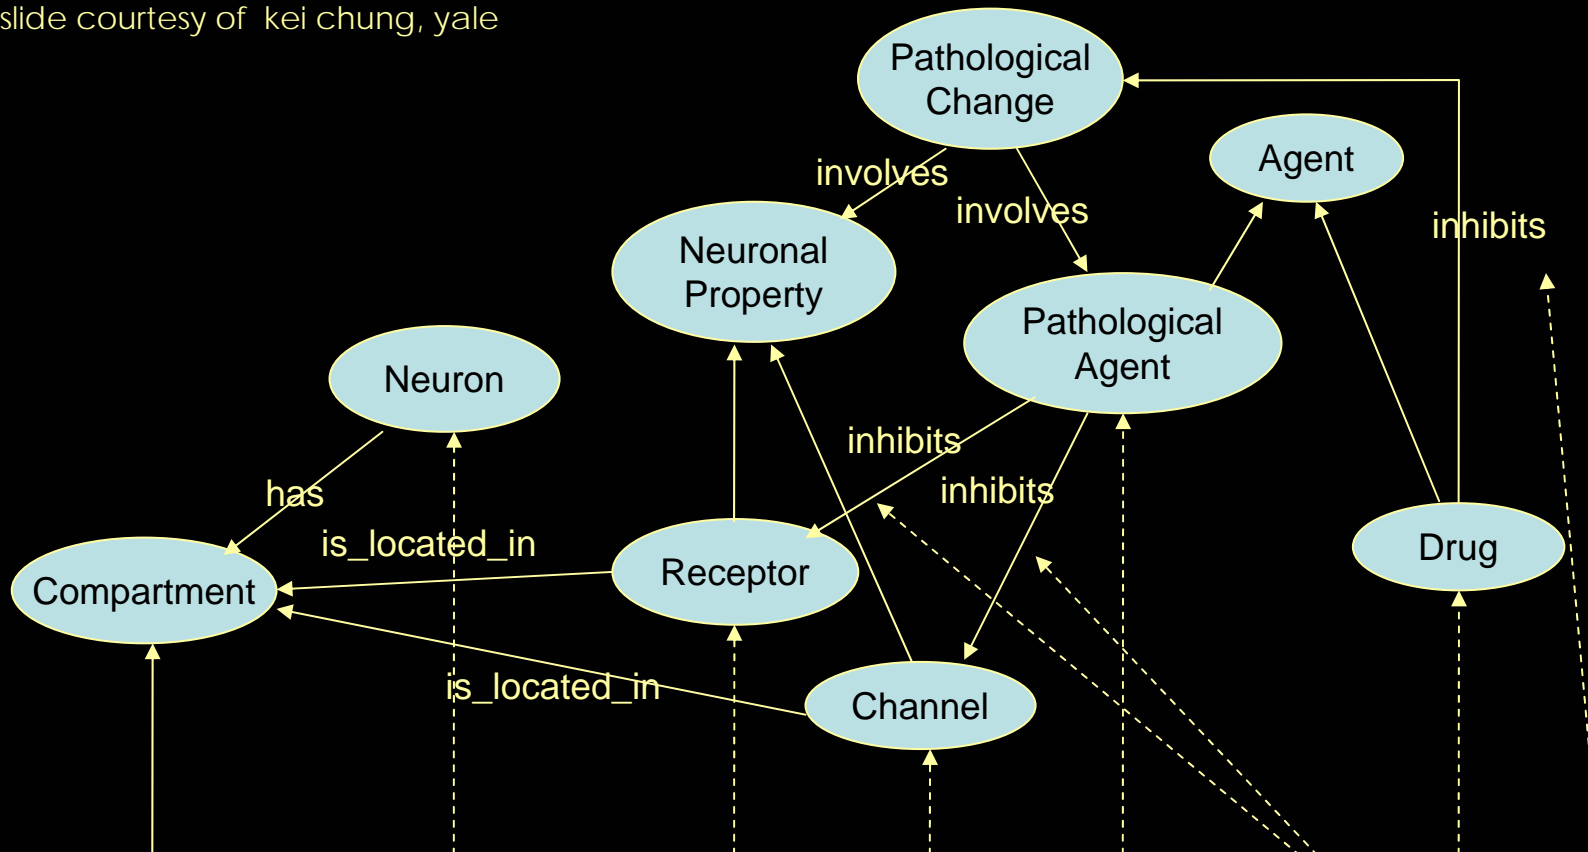 slide courtesy of kei chung, yale
Pathological
Change
Agent
involves
involves
inhibits
Neuronal
Property
Pathological
Agent
Neuron
inhibits
inhibits
has
is_located_in
Drug
Receptor
Compartment
is_located_in
Channel